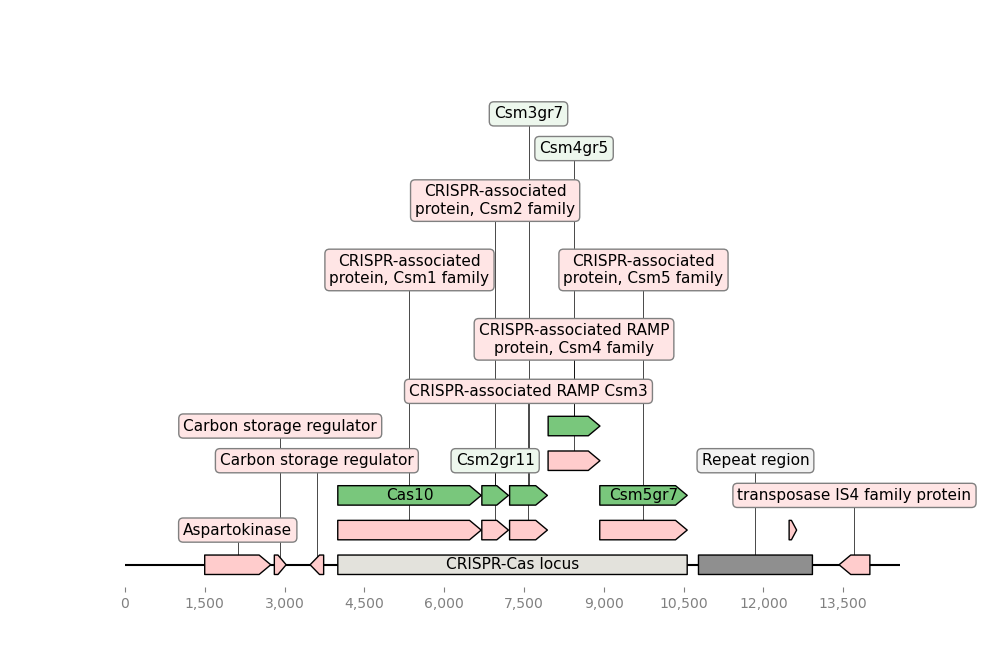 Csm3gr7
Csm4gr5
CRISPR-associated
protein, Csm2 family
CRISPR-associated
protein, Csm1 family
CRISPR-associated
protein, Csm5 family
CRISPR-associated RAMP
protein, Csm4 family
CRISPR-associated RAMP Csm3
Carbon storage regulator
Carbon storage regulator
Csm2gr11
Repeat region
Cas10
Csm5gr7
transposase IS4 family protein
Aspartokinase
CRISPR-Cas locus
0 1,500 3,000 4,500 6,000 7,500 9,000 10,500 12,000 13,500